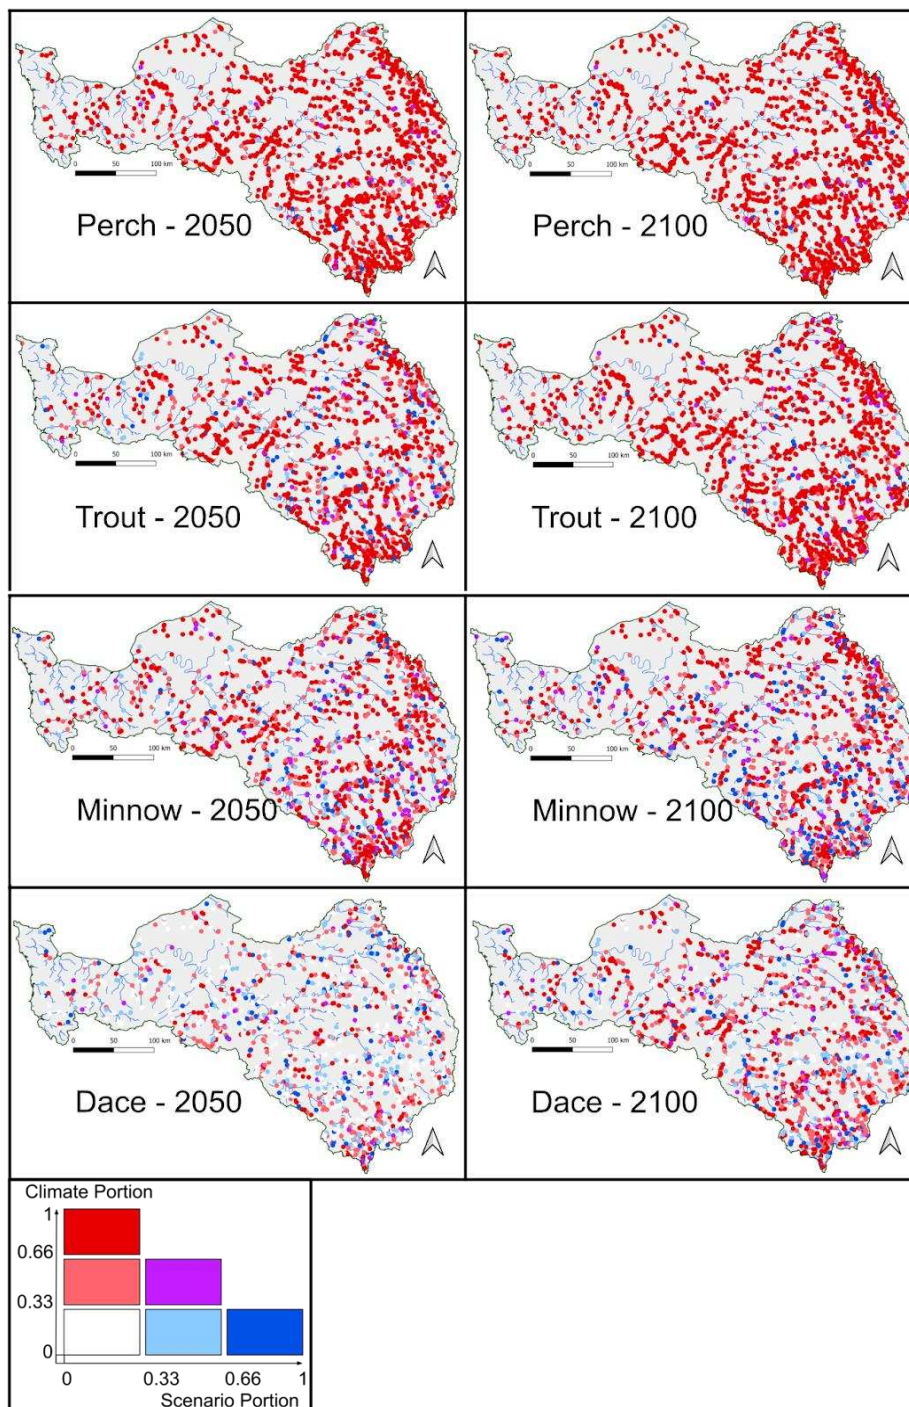 0 50 100 km
0 50 100 km
Perch - 2050
Perch - 2100
0 50 100 km
0 50 100 km
Trout - 2050
Trout - 2100
0 50 100 km
0 50 100 km
Minnow - 2050
Minnow - 2100
0 50 100 km
0 50 100 km
Dace - 2050
Dace - 2100
Climate Portion
1
0.66
0.33
0
0 0.33 0.66 1
Scenario Portion